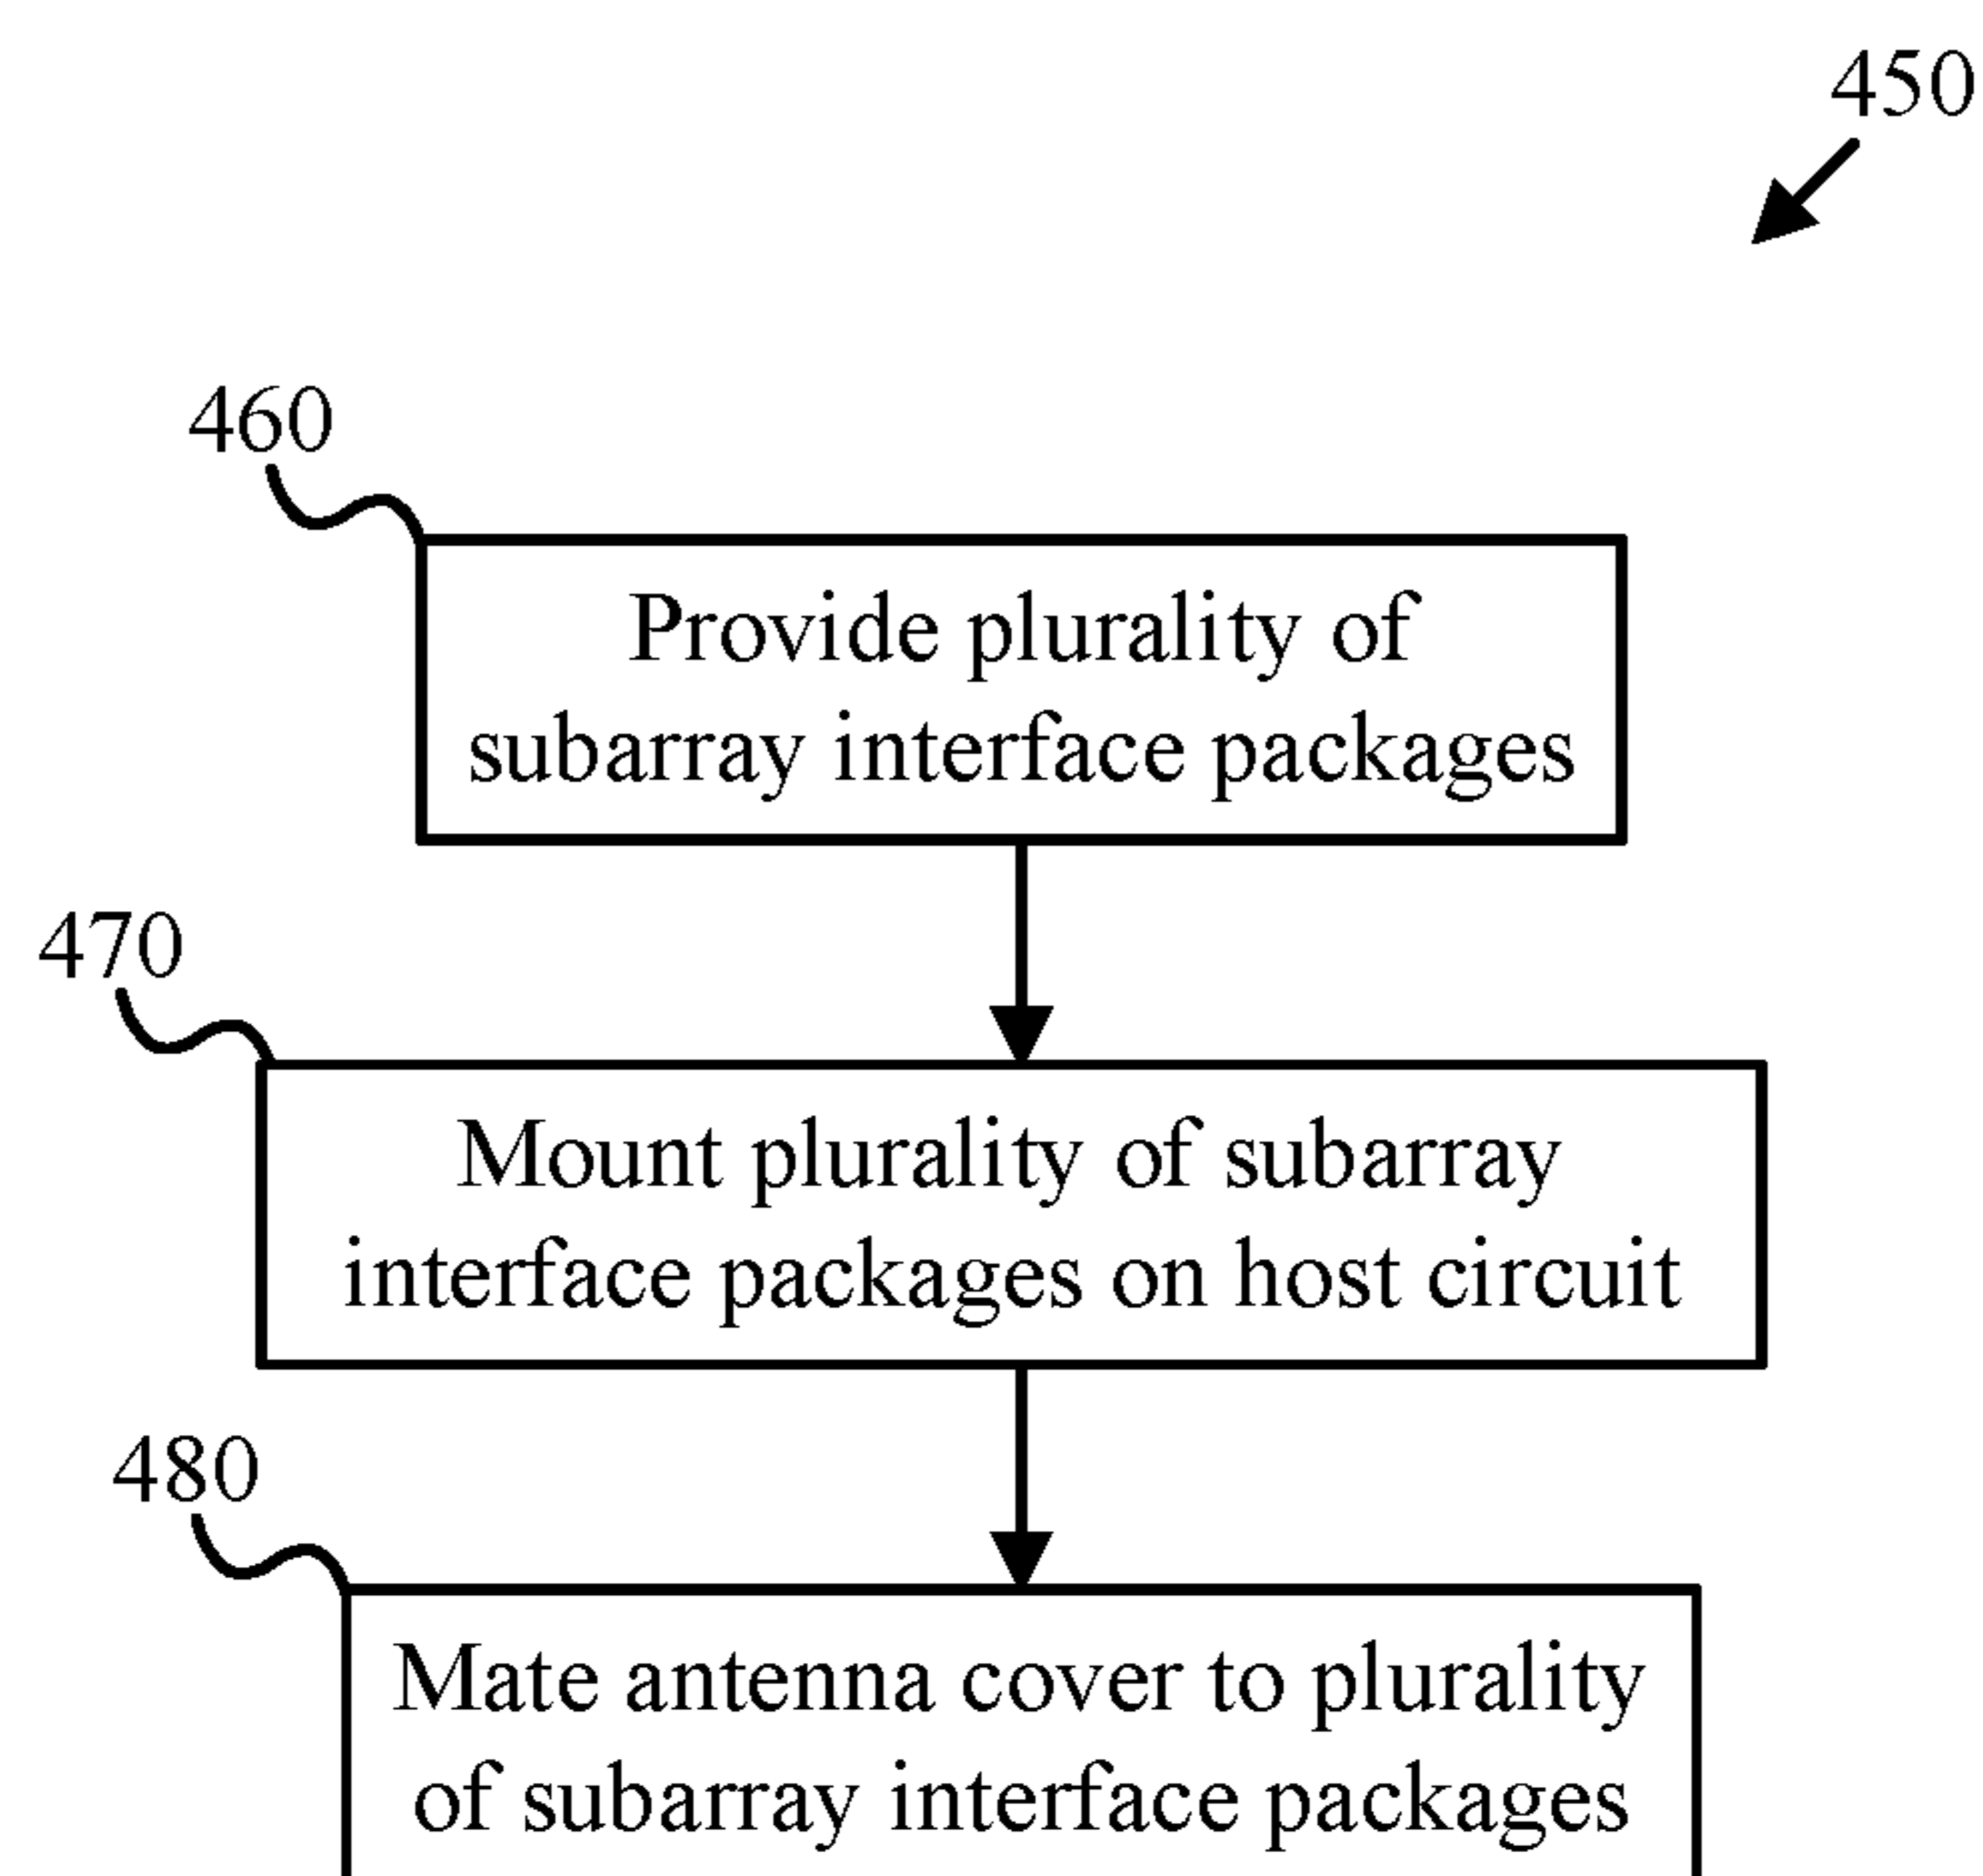 450
460
Provide plurality of
subarray interface packages
470
Mount plurality of subarray
interface packages on host circuit
480
Mate antenna cover to plurality
of subarray interface packages